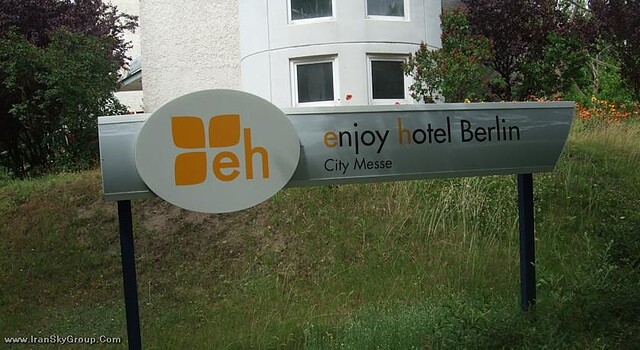 eh
enjoy hotel Berlin
City Messe
www.IranSkyGroup.Com